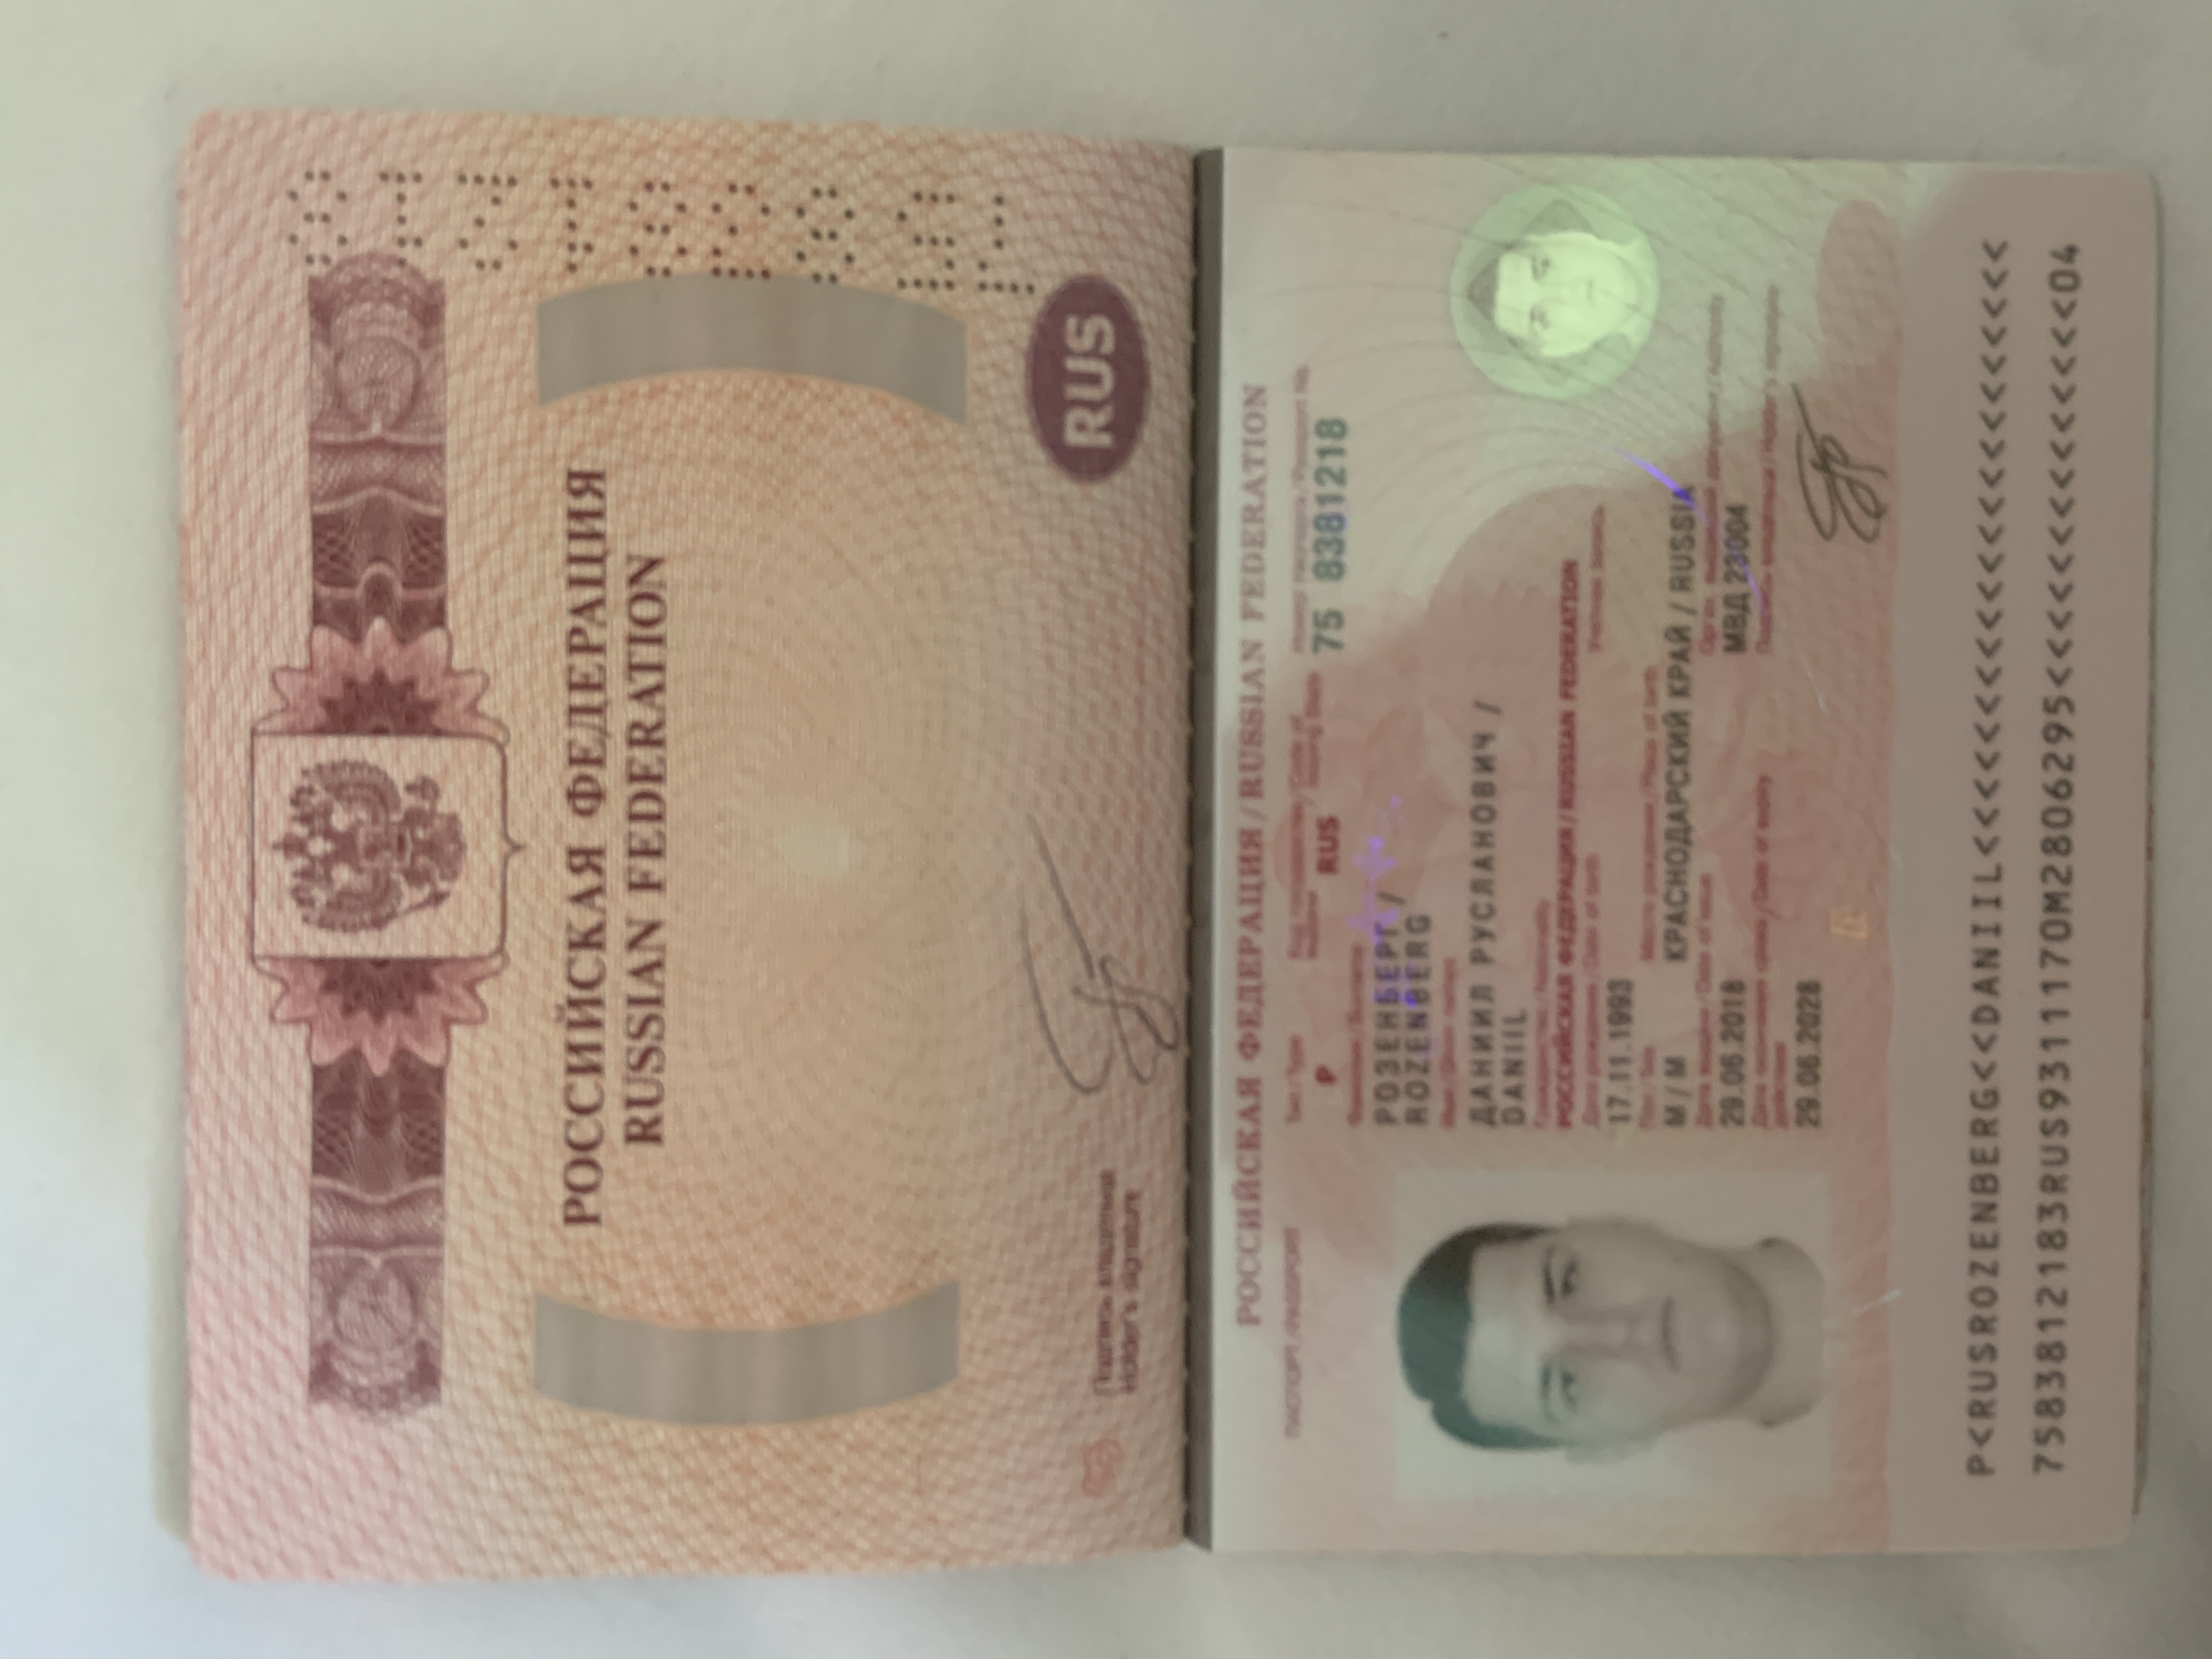 РОССИЙСКАЯ ФЕДЕРАЦИЯ
RUSSIAN FEDERATION
Подпись владельца
Holder's signature
RUS
РОССИЙСКАЯ ФЕДЕРАЦИЯ/RUSSIAN FEDERATION
ПАСПОРТ/PASSPORT
Тип/Type
Код государства/Code of
выдачи issuing State
Номер паспорта/Passport No.
P
RUS
75 8381218
Фамилия/Surname
РОЗЕНБЕРГ /
ROZENBERG
Имя/Given names
ДАНИИЛ РУСЛАНОВИЧ /
DANIIL
Гражданство/Nationality
РОССИЙСКАЯ ФЕДЕРАЦИЯ/RUSSIAN FEDERATION
Дата рождения/Date of birth
Учетная запись
17.11.1993
Пол/Sex
Место рождения/Place of birth
М/M
КРАСНОДАРСКИЙ КРАЙ / RUSSIA
Дата выдачи/Date of issue
Орган, выдавший документ/Authority
29.06.2018
МВД 23004
Дата окончания срока/Date of expiry
действия
Подпись владельца/Holder's signature
29.06.2028
P<RUSROZENBERG<<DANIIL<<<<<<<<<<<<<<<<<<<<<<
7583812183RUS9311170M2806295<<<<<<<<<<<<<<04